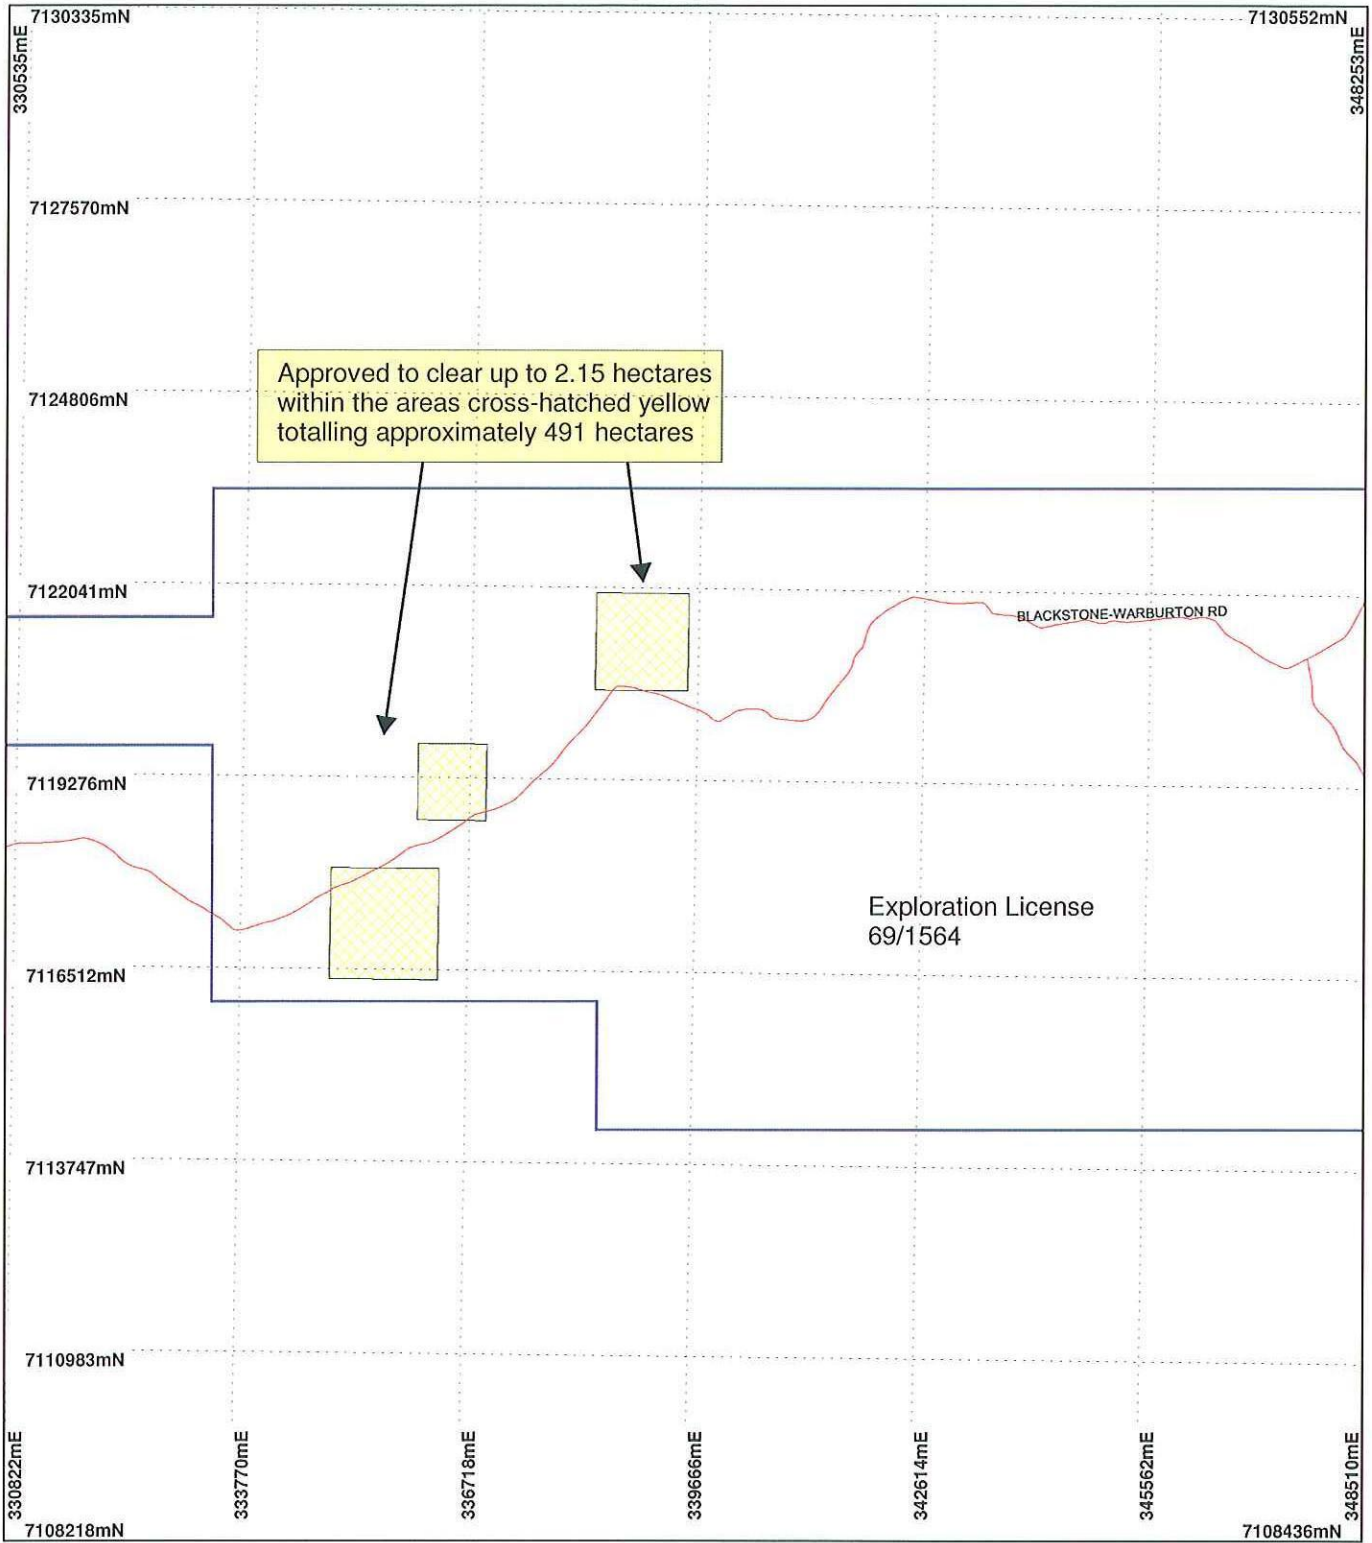 7130335mN
7130552mN
330535mE
348253mE
7127570mN
Approved to clear up to 2.15 hectares
within the areas cross-hatched yellow
totalling approximately 491 hectares
7124806mN
7122041mN
BLACKSTONE-WARBURTON RD
7119276mN
Exploration License
69/1564
7116512mN
7113747mN
7110983mN
330822mE
333770mE
336718mE
339666mE
342614mE
345562mE
348510mE
7108218mN
7108436mN